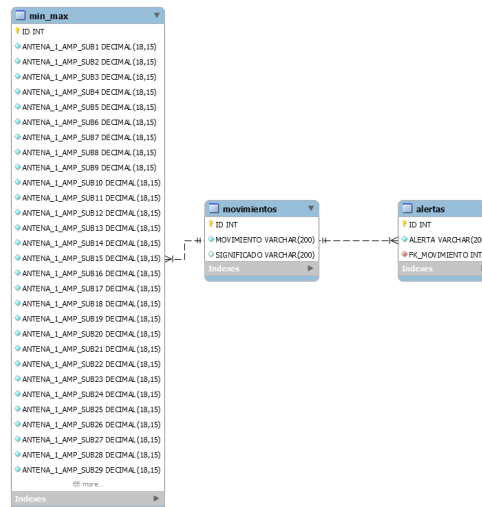 min_max
ID INT
ANTENA_1_AMP_SUB1 DECIMAL(18,15)
ANTENA_1_AMP_SUB2 DECIMAL(18,15)
ANTENA_1_AMP_SUB3 DECIMAL(18,15)
ANTENA_1_AMP_SUB4 DECIMAL(18,15)
ANTENA_1_AMP_SUB5 DECIMAL(18,15)
ANTENA_1_AMP_SUB6 DECIMAL(18,15)
ANTENA_1_AMP_SUB7 DECIMAL(18,15)
ANTENA_1_AMP_SUB8 DECIMAL(18,15)
ANTENA_1_AMP_SUB9 DECIMAL(18,15)
ANTENA_1_AMP_SUB10 DECIMAL(18,15)
ANTENA_1_AMP_SUB11 DECIMAL(18,15)
ANTENA_1_AMP_SUB12 DECIMAL(18,15)
ANTENA_1_AMP_SUB13 DECIMAL(18,15)
ANTENA_1_AMP_SUB14 DECIMAL(18,15)
ANTENA_1_AMP_SUB15 DECIMAL(18,15)
ANTENA_1_AMP_SUB16 DECIMAL(18,15)
ANTENA_1_AMP_SUB17 DECIMAL(18,15)
ANTENA_1_AMP_SUB18 DECIMAL(18,15)
ANTENA_1_AMP_SUB19 DECIMAL(18,15)
ANTENA_1_AMP_SUB20 DECIMAL(18,15)
ANTENA_1_AMP_SUB21 DECIMAL(18,15)
ANTENA_1_AMP_SUB22 DECIMAL(18,15)
ANTENA_1_AMP_SUB23 DECIMAL(18,15)
ANTENA_1_AMP_SUB24 DECIMAL(18,15)
ANTENA_1_AMP_SUB25 DECIMAL(18,15)
ANTENA_1_AMP_SUB26 DECIMAL(18,15)
ANTENA_1_AMP_SUB27 DECIMAL(18,15)
ANTENA_1_AMP_SUB28 DECIMAL(18,15)
ANTENA_1_AMP_SUB29 DECIMAL(18,15)
more...
Indexes
movimientos
ID INT
MOVIMIENTO VARCHAR(200)
SIGNIFICADO VARCHAR(200)
Indexes
alertas
ID INT
ALERTA VARCHAR(20
FK_MOVIMIENTO INT
Indexes